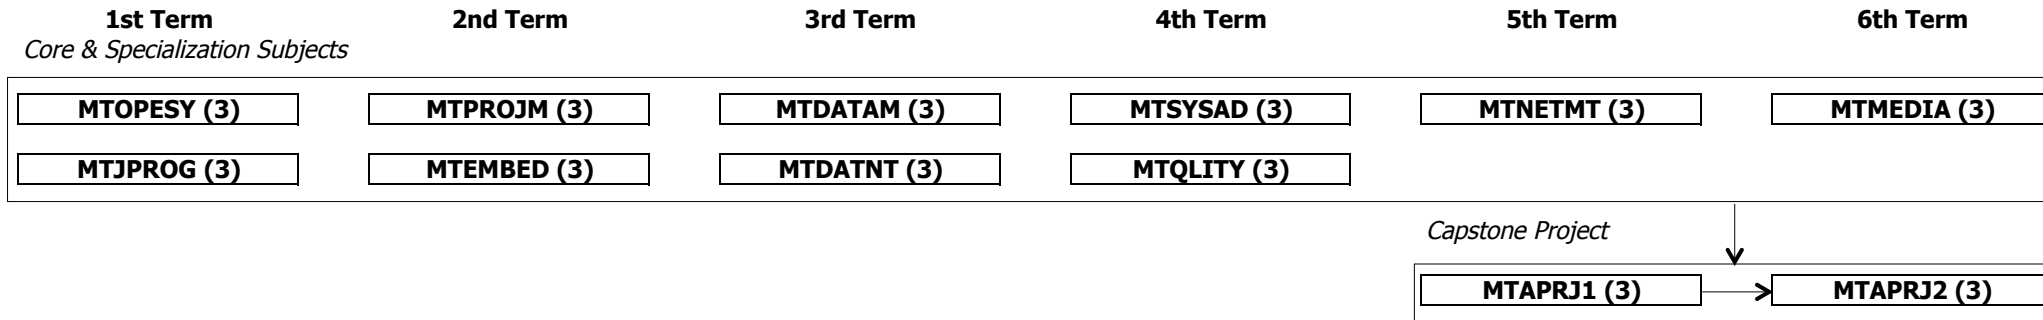 1st Term 2nd Term 3rd Term 4th Term 5th Term 6th Term
Core & Specialization Subjects
MTOPESY (3) MTPROJM (3) MTDATAM (3) MTSYSAD (3) MTNETMT (3) MTMEDIA (3)
MTJPROG (3) MTEMBED (3) MTDATNT (3) MTQLITY (3)
Capstone Project
MTAPRJ1 (3) MTAPRJ2 (3)